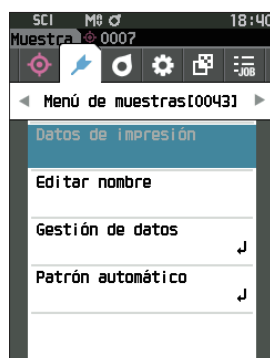 SCI M0 18:40
Muestra 0007
JOB
Menú de muestras[0043]
Datos de impresión
Editar nombre
Gestión de datos
Patrón automático